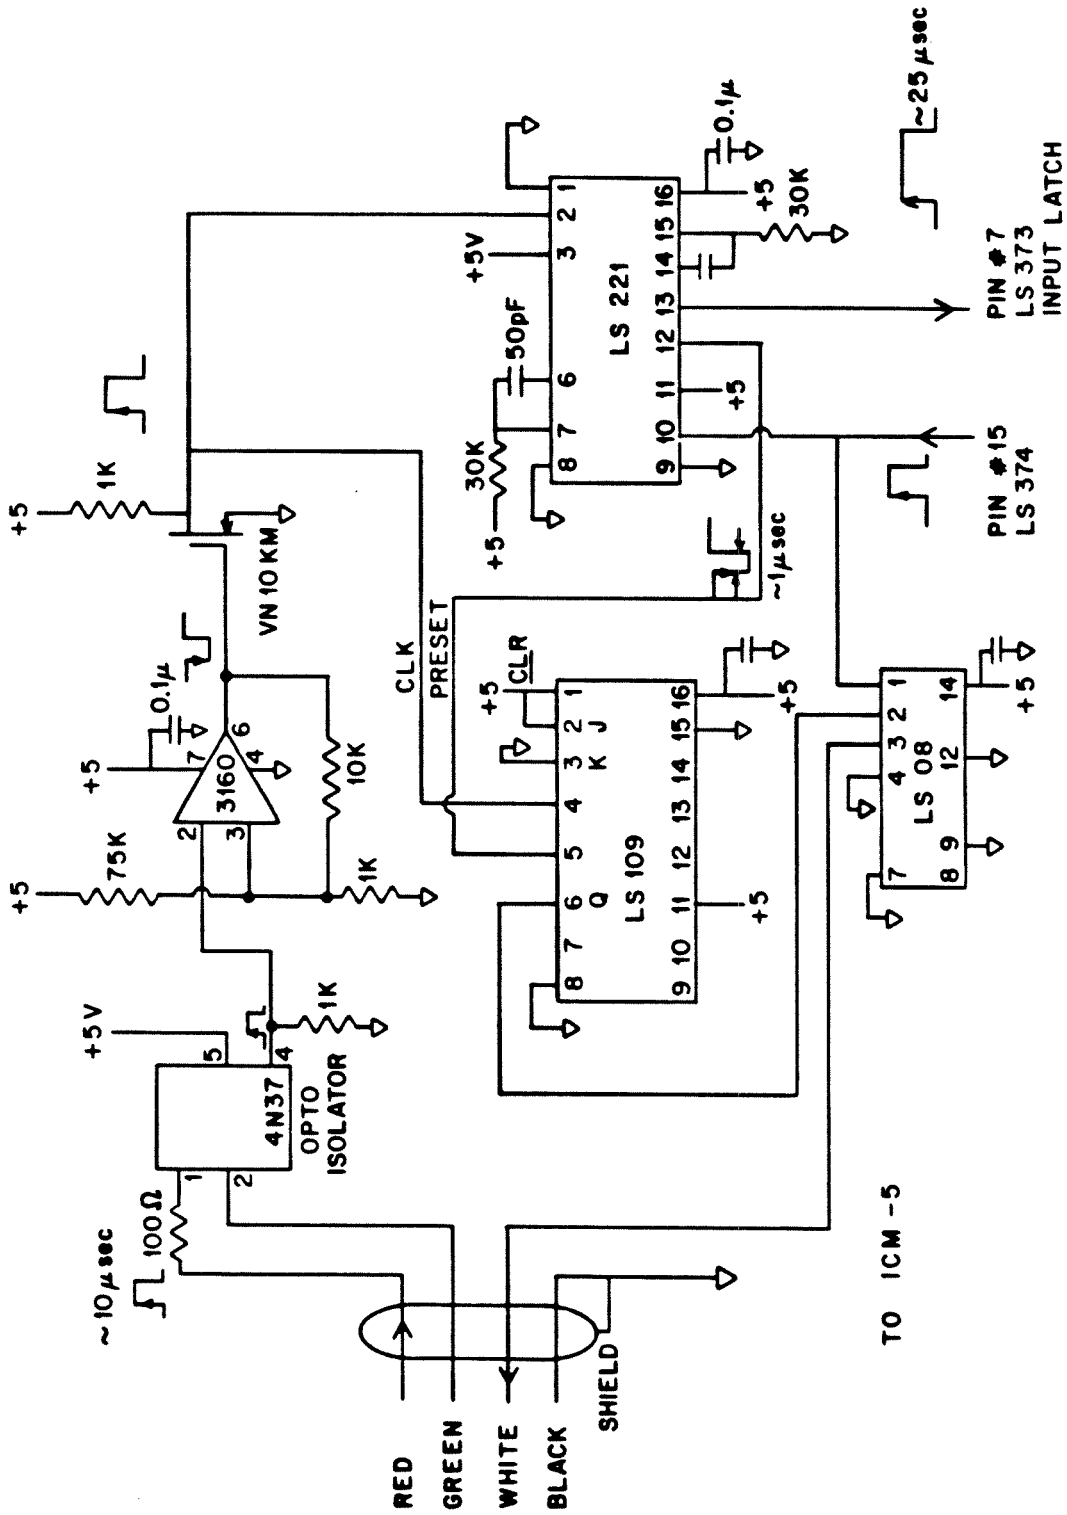 ~10 µsec
100Ω
1
2
4N37
5
4
OPTO
ISOLATOR
+5V
1K
+5
75K
2
3
3160
7
6
4
+5
0.1µ
10K
1K
VN 10 KM
+5
1K
RED
GREEN
WHITE
BLACK
SHIELD
CLK
PRESET
+5
CLR
8 7 6 5 4 3 2 1
Q K J
LS 109
9 10 11 12 13 14 15 16
+5
+5
+5
30K
50pF
+5V
8 7 6 3 2 1
LS 221
9 10 11 12 13 14 15 16
+5
+5
0.1µ
30K
~1µsec
~25 µsec
PIN #15
LS 374
PIN #7
LS 373
INPUT LATCH
7 4 3 2 1
LS 08
8 9 12 14
+5
TO ICM-5